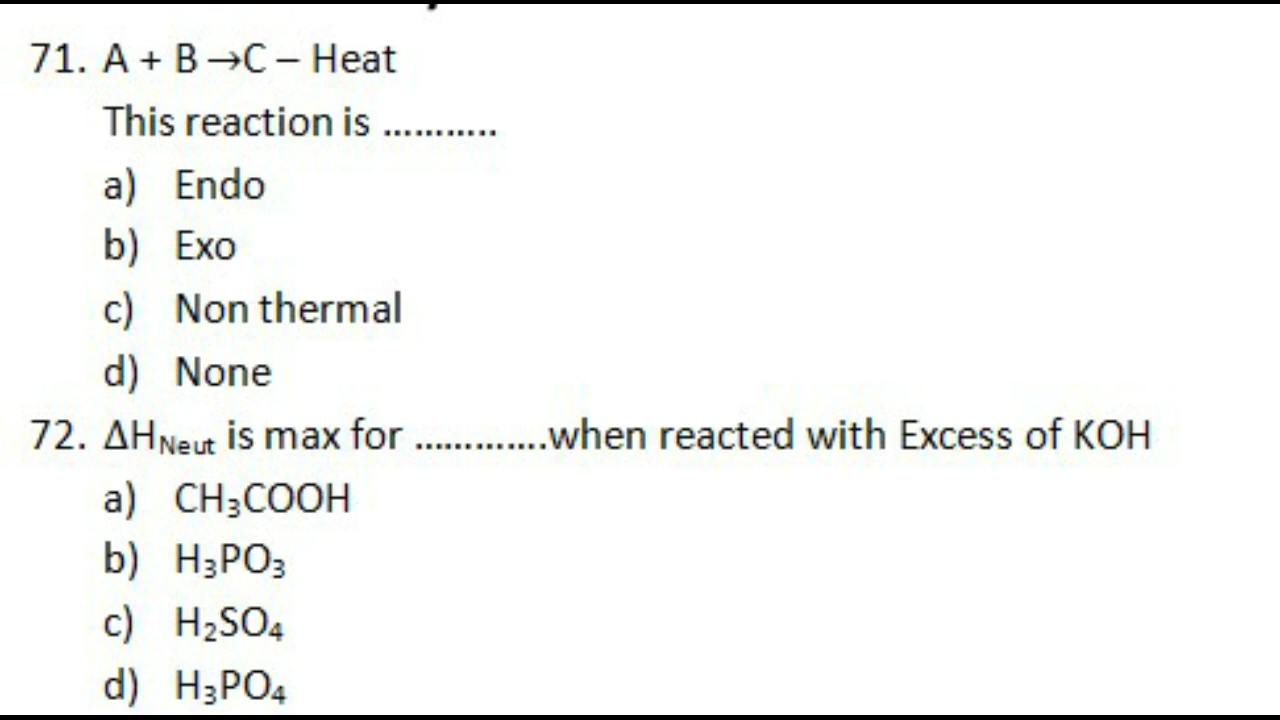 71. A + B →C – Heat
This reaction is ...........
a) Endo
b) Exo
c) Non thermal
d) None
72. ΔH_Neut is max for .............when reacted with Excess of KOH
a) CH₃COOH
b) H₃PO₃
c) H₂SO₄
d) H₃PO₄